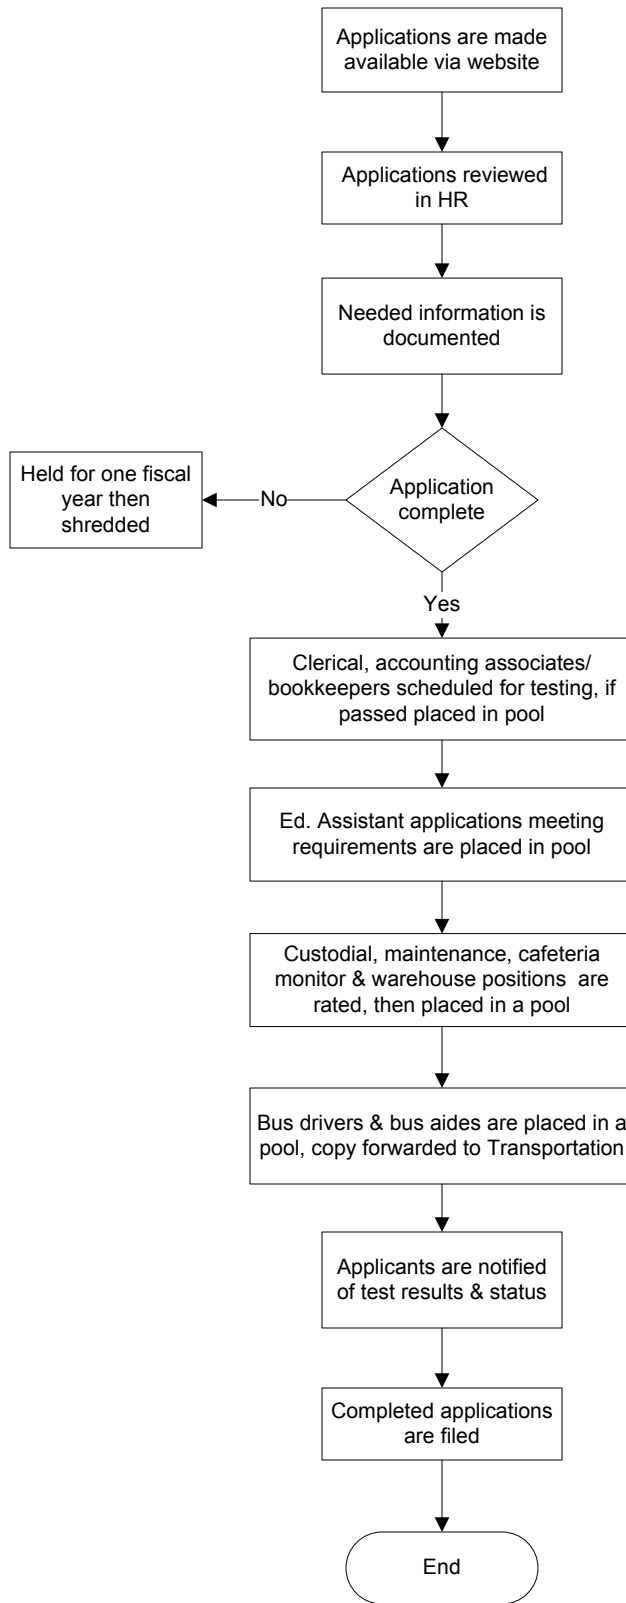 Applications are made
available via website
Applications reviewed
in HR
Needed information is
documented
Held for one fiscal
year then
shredded
No
Application
complete
Yes
Clerical, accounting associates/
bookkeepers scheduled for testing, if
passed placed in pool
Ed. Assistant applications meeting
requirements are placed in pool
Custodial, maintenance, cafeteria
monitor & warehouse positions  are
rated, then placed in a pool
Bus drivers & bus aides are placed in a
pool, copy forwarded to Transportation
Applicants are notified
of test results & status
Completed applications
are filed
End